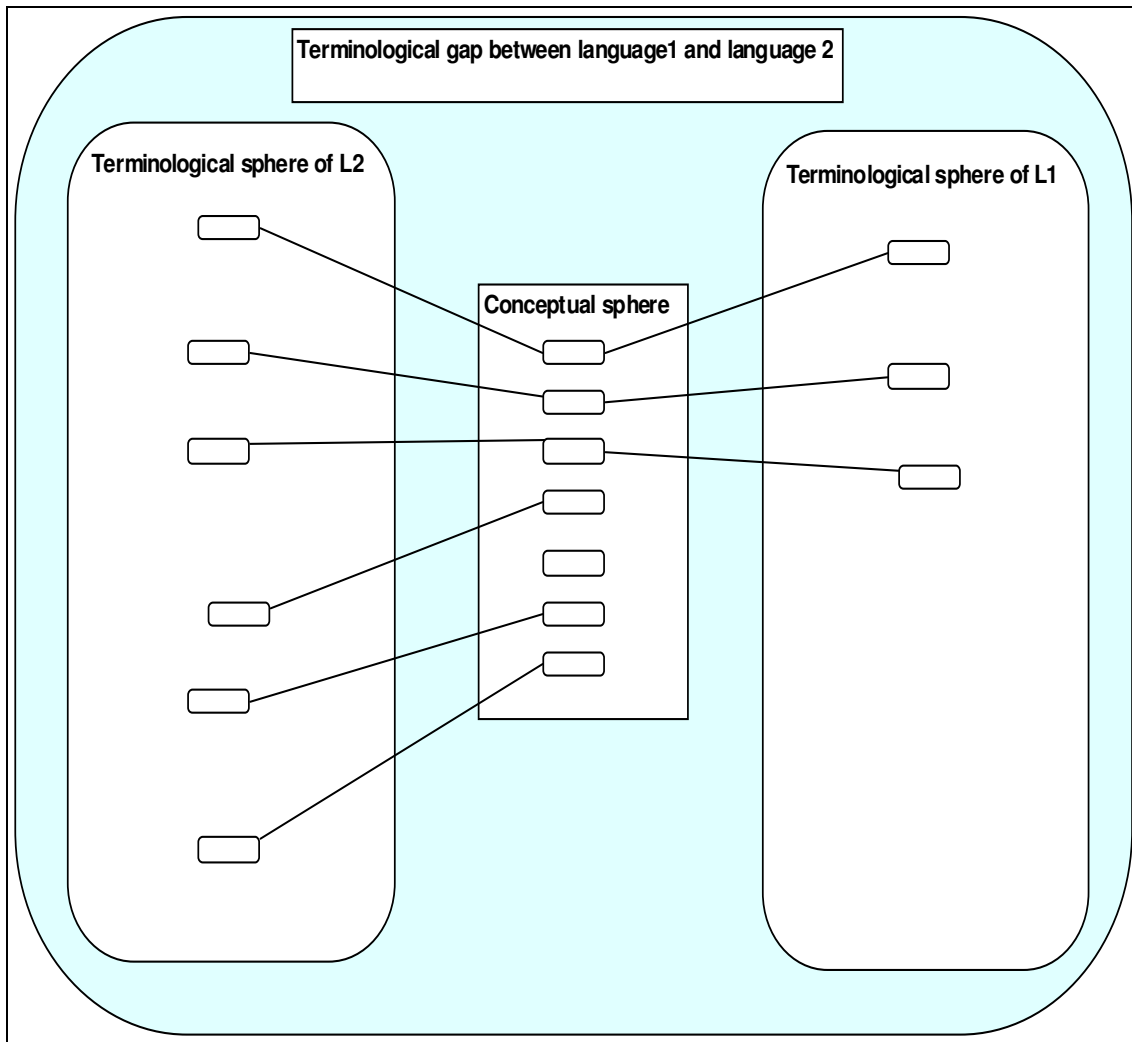 Terminological gap between language1 and language 2
Terminological sphere of L2
Terminological sphere of L1
Conceptual sphere